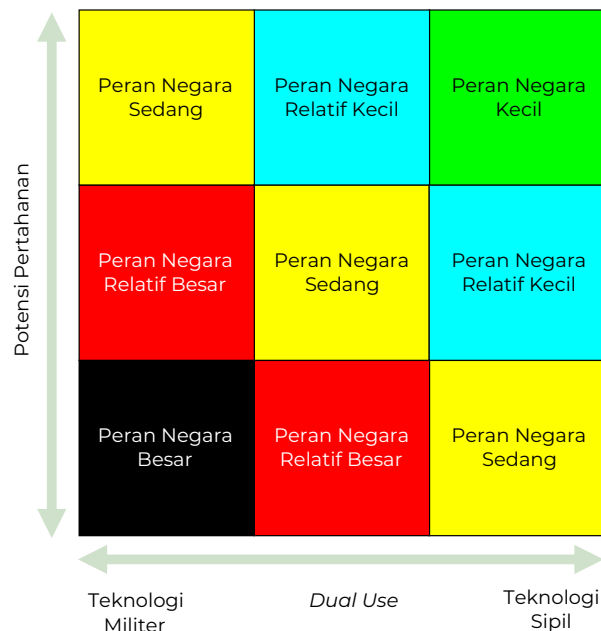 Peran Negara
Sedang
Peran Negara
Relatif Kecil
Peran Negara
Kecil
Potensi Pertahanan
Peran Negara
Relatif Besar
Peran Negara
Sedang
Peran Negara
Relatif Kecil
Peran Negara
Besar
Peran Negara
Relatif Besar
Peran Negara
Sedang
Teknologi
Militer
Dual Use
Teknologi
Sipil